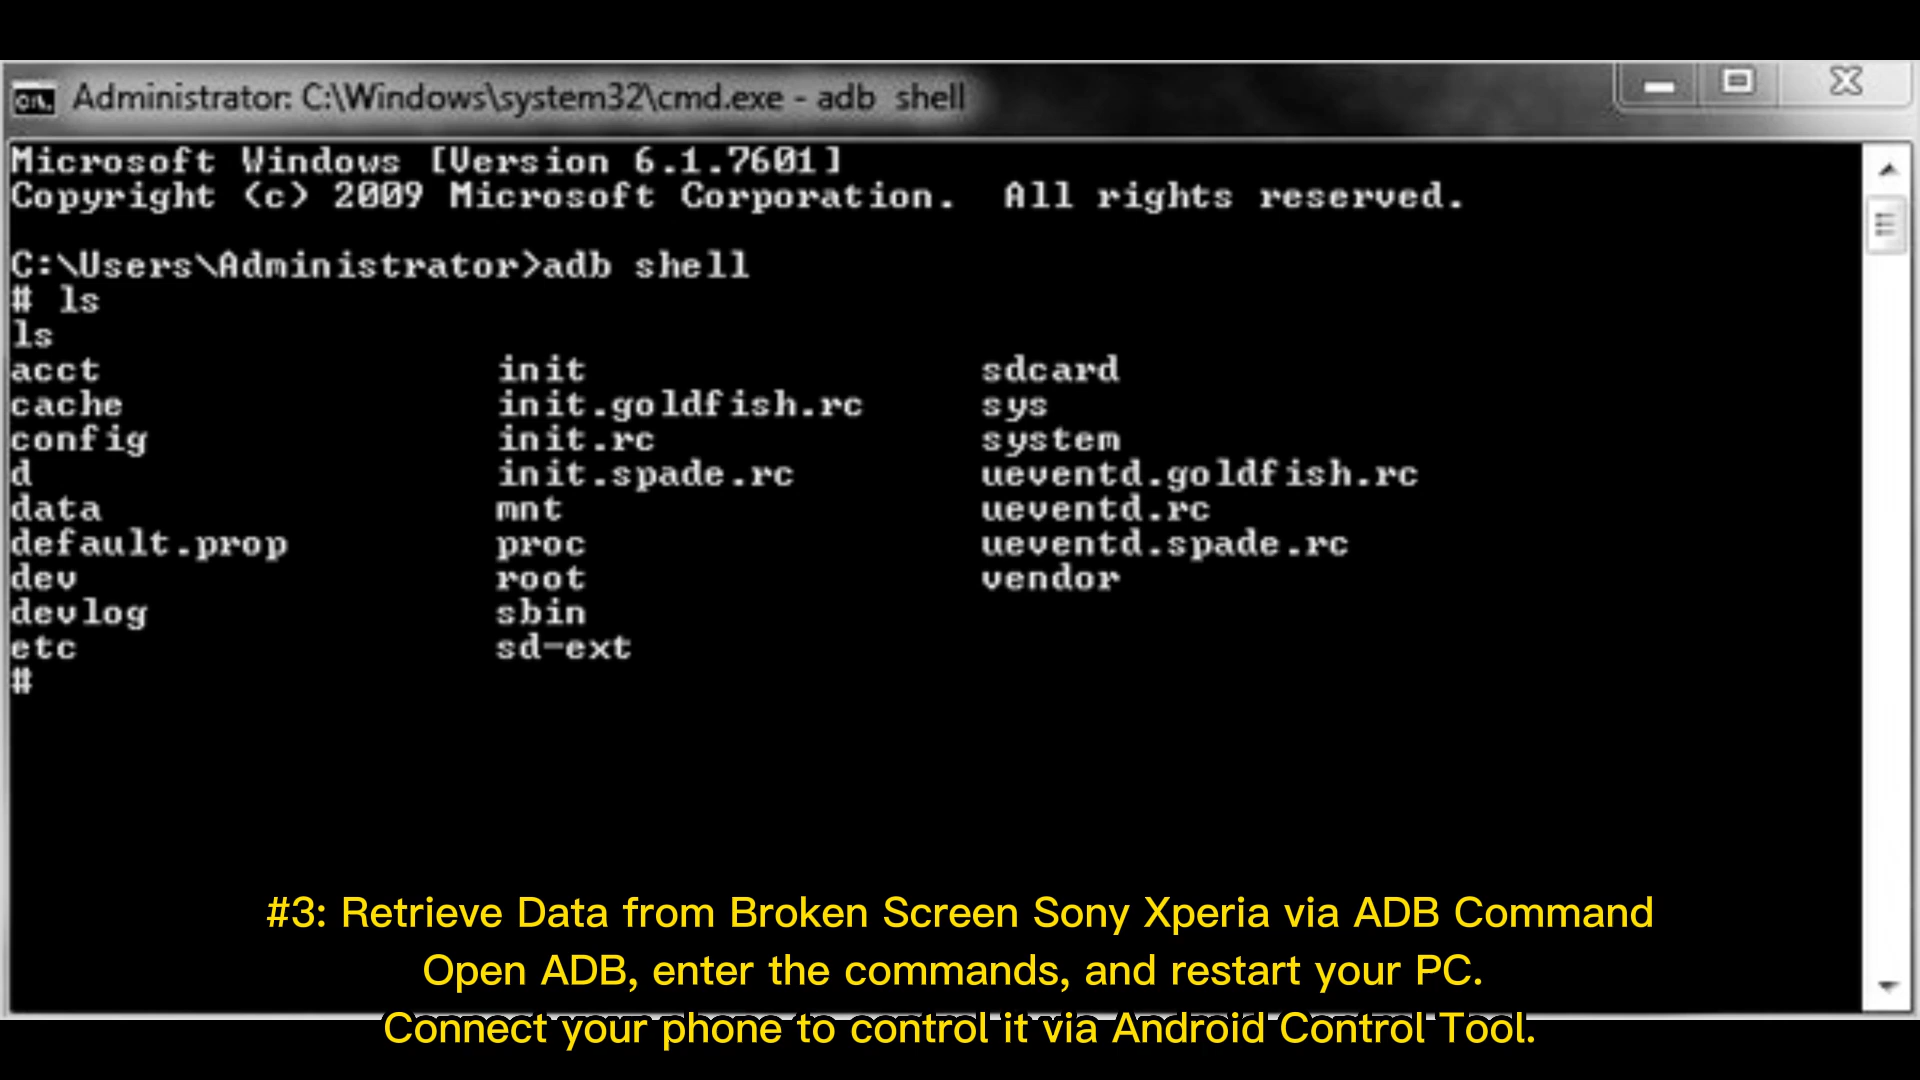 Administrator: C:\Windows\system32\cmd.exe - adb  shell
Microsoft Windows [Version 6.1.7601]
Copyright (c) 2009 Microsoft Corporation.  All rights reserved.
C:\Users\Administrator>adb shell
# ls
ls
acct init sdcard
cache init.goldfish.rc sys
config init.rc system
d init.spade.rc ueventd.goldfish.rc
data mnt ueventd.rc
default.prop proc ueventd.spade.rc
dev root vendor
devlog sbin
etc sd-ext
#
#3: Retrieve Data from Broken Screen Sony Xperia via ADB Command
Open ADB, enter the commands, and restart your PC.
Connect your phone to control it via Android Control Tool.